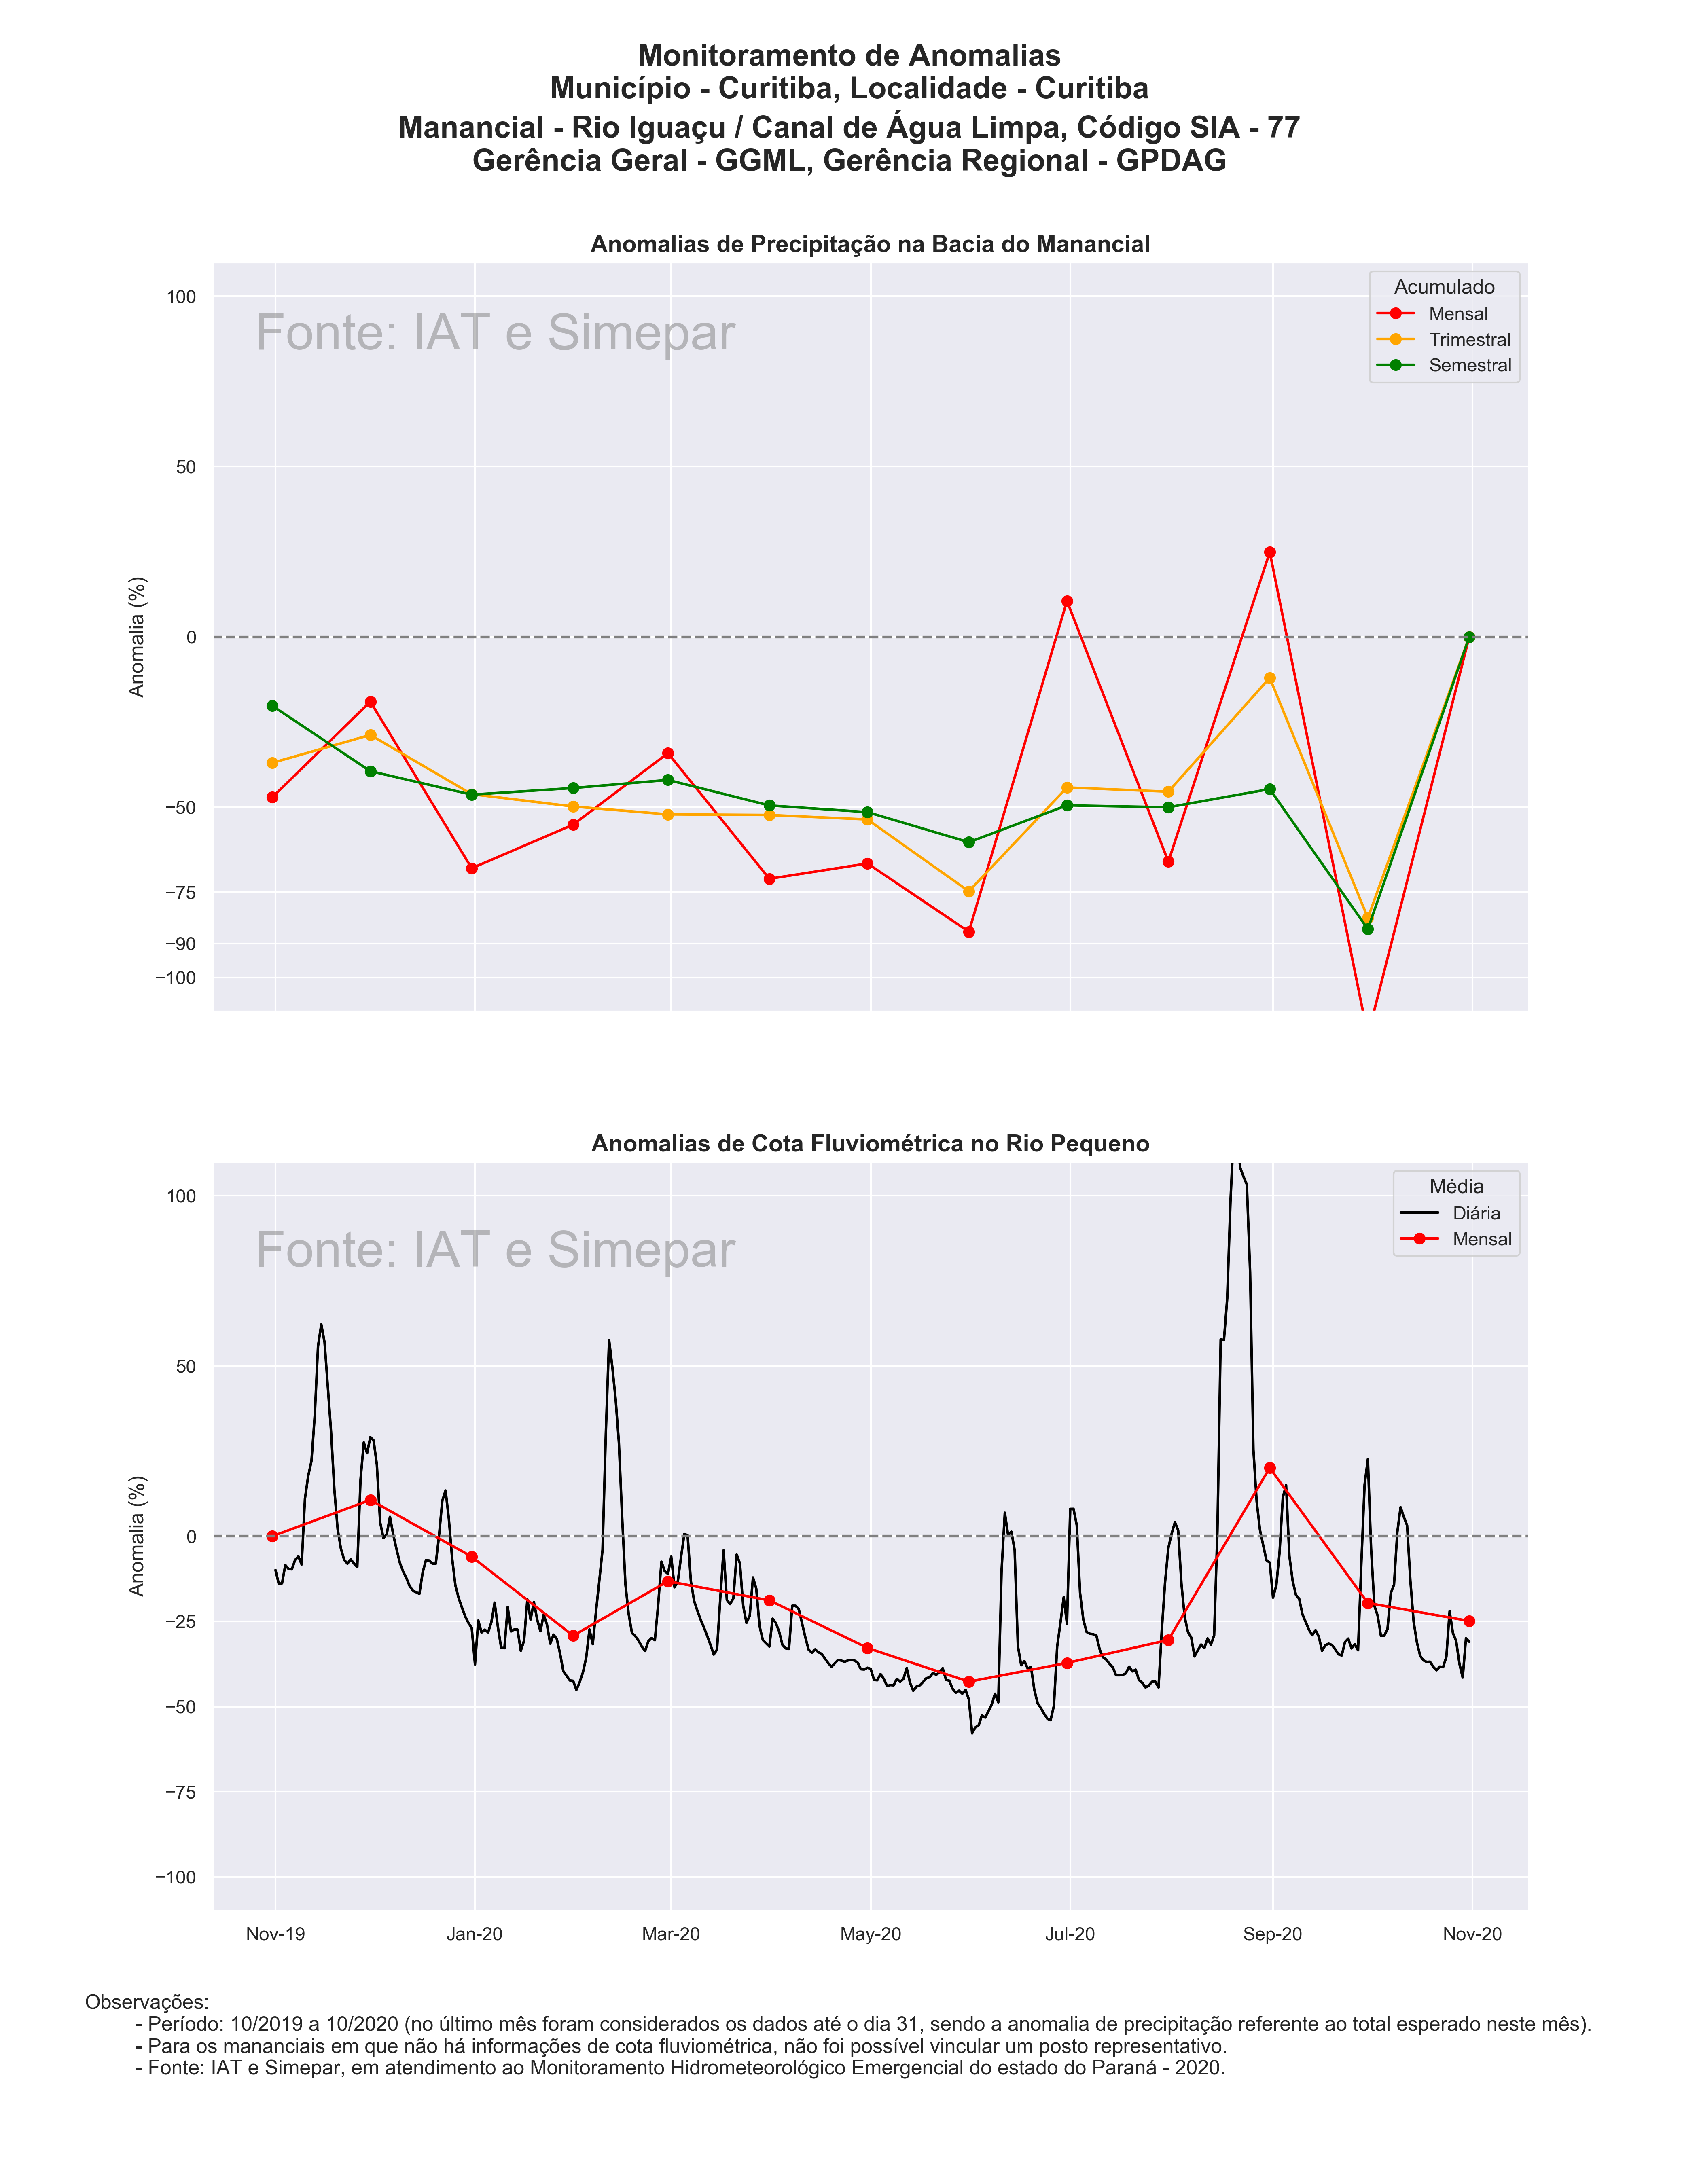 Monitoramento de Anomalias
Município - Curitiba, Localidade - Curitiba
Manancial - Rio Iguaçu / Canal de Água Limpa, Código SIA - 77
Gerência Geral - GGML, Gerência Regional - GPDAG
Anomalias de Precipitação na Bacia do Manancial
Fonte: IAT e Simepar
Acumulado
Mensal
Trimestral
Semestral
Anomalia (%)
100
50
0
−50
−75
−90
−100
Anomalias de Cota Fluviométrica no Rio Pequeno
Fonte: IAT e Simepar
Média
Diária
Mensal
Anomalia (%)
100
50
0
−25
−50
−75
−100
Nov-19 Jan-20 Mar-20 May-20 Jul-20 Sep-20 Nov-20
Observações:
- Período: 10/2019 a 10/2020 (no último mês foram considerados os dados até o dia 31, sendo a anomalia de precipitação referente ao total esperado neste mês).
- Para os mananciais em que não há informações de cota fluviométrica, não foi possível vincular um posto representativo.
- Fonte: IAT e Simepar, em atendimento ao Monitoramento Hidrometeorológico Emergencial do estado do Paraná - 2020.